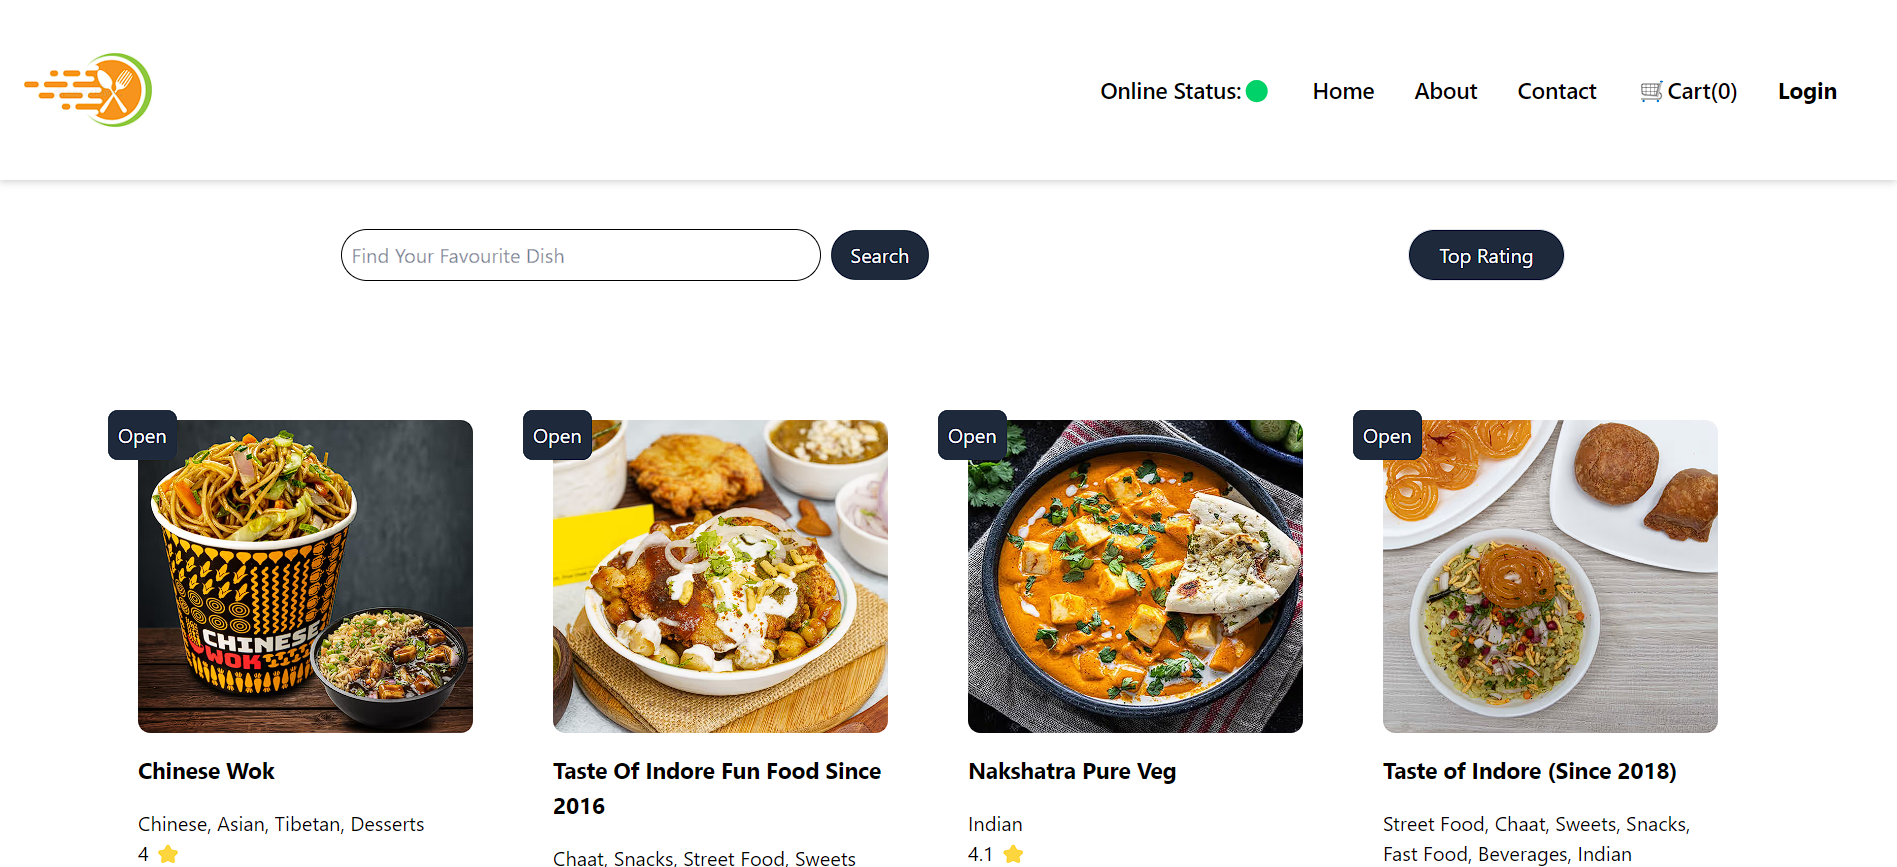 Online Status: Home About Contact Cart(0) Login
Find Your Favourite Dish Search Top Rating
Open Open Open Open
CHINESE
WOK
Chinese Wok
Chinese, Asian, Tibetan, Desserts
4
Taste Of Indore Fun Food Since
2016
Chaat, Snacks, Street Food, Sweets
Nakshatra Pure Veg
Indian
4.1
Taste of Indore (Since 2018)
Street Food, Chaat, Sweets, Snacks,
Fast Food, Beverages, Indian